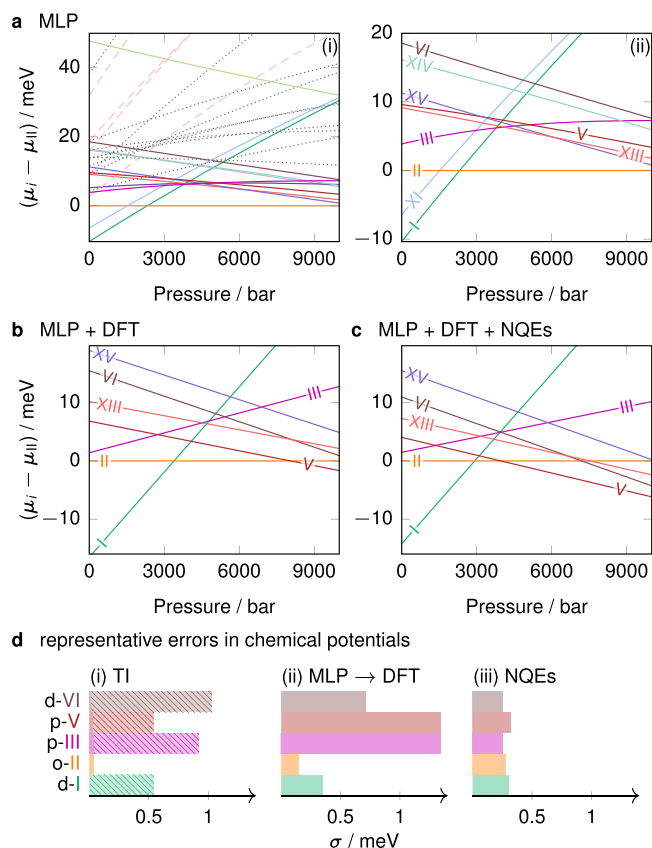 a MLP
(i)
(ii)
40
20
0
(μi − μII) / meV
0 3000 6000 9000
Pressure / bar
20
10
0
−10
VI
XIV
XV
III
V
XIII
II
XI
I
0 3000 6000 9000
Pressure / bar
b MLP + DFT
10
0
−10
(μi − μII) / meV
XV
VI
XIII
III
II
V
I
0 3000 6000 9000
Pressure / bar
c MLP + DFT + NQEs
10
0
−10
XV
VI
XIII
III
II
V
I
0 3000 6000 9000
Pressure / bar
d representative errors in chemical potentials
(i) TI
(ii) MLP → DFT
(iii) NQEs
d-VI
p-V
p-III
o-II
d-I
0.5 1
0.5 1
0.5 1
σ / meV